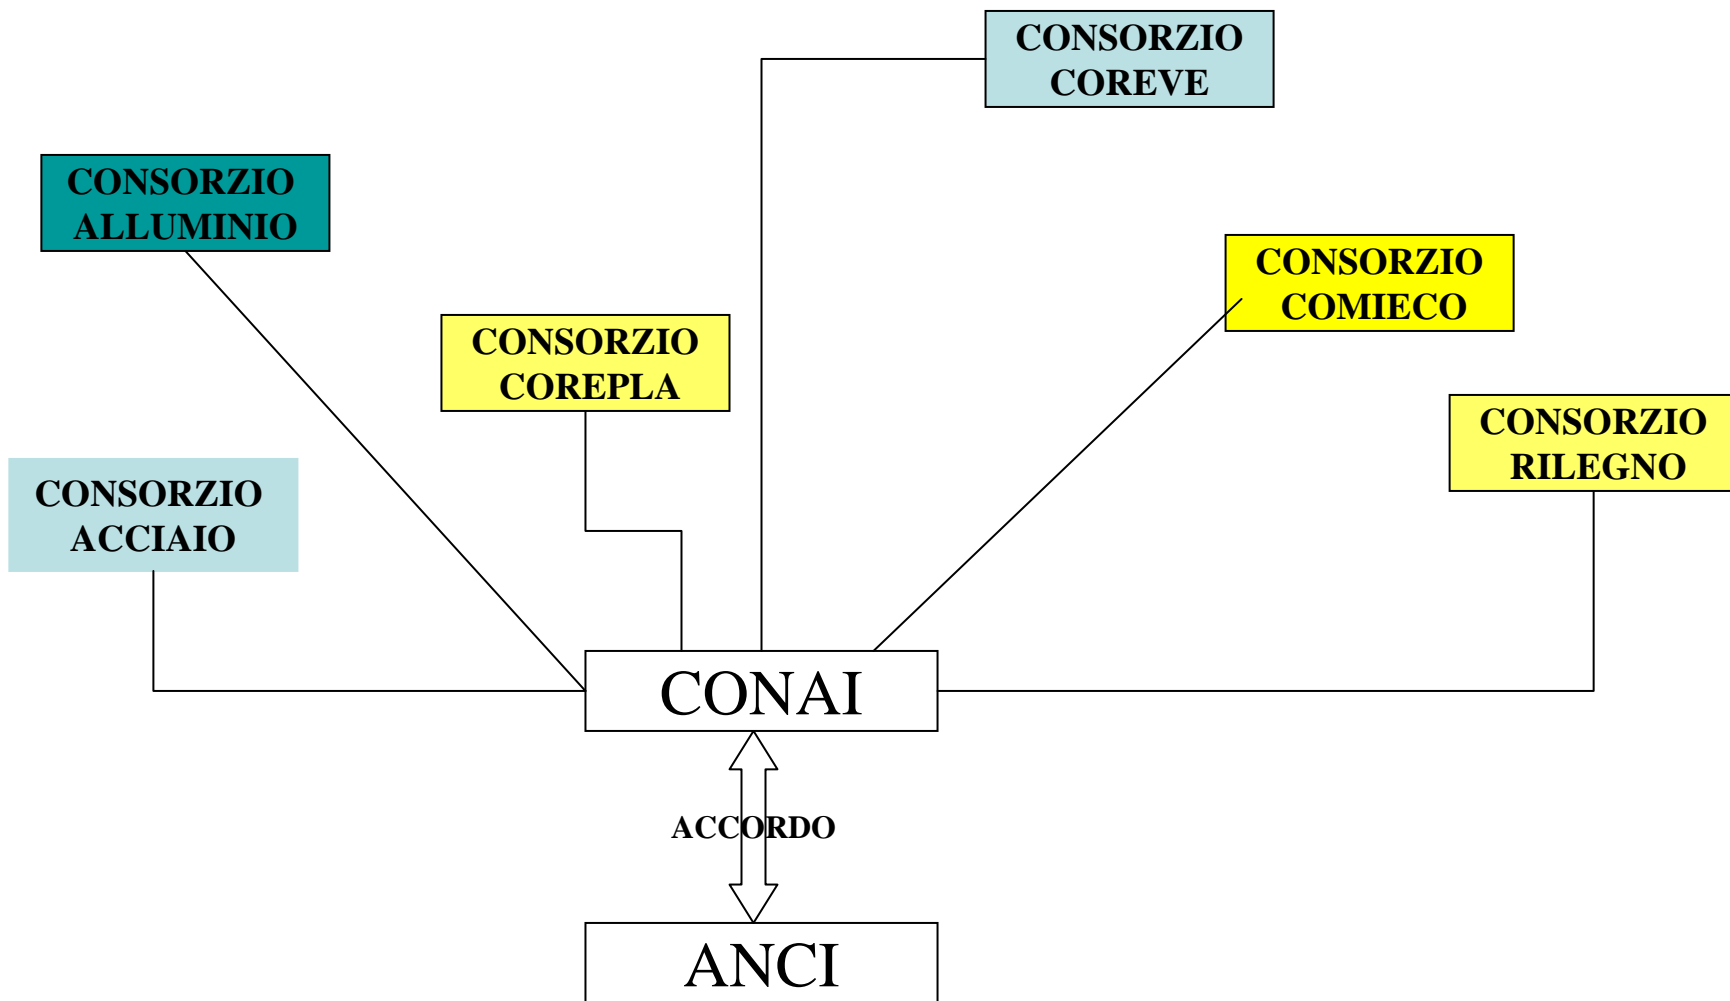 CONSORZIO
COREVE
CONSORZIO
ALLUMINIO
CONSORZIO
COMIECO
CONSORZIO
COREPLA
CONSORZIO
RILEGNO
CONSORZIO
ACCIAIO
CONAI
ACCORDO
ANCI